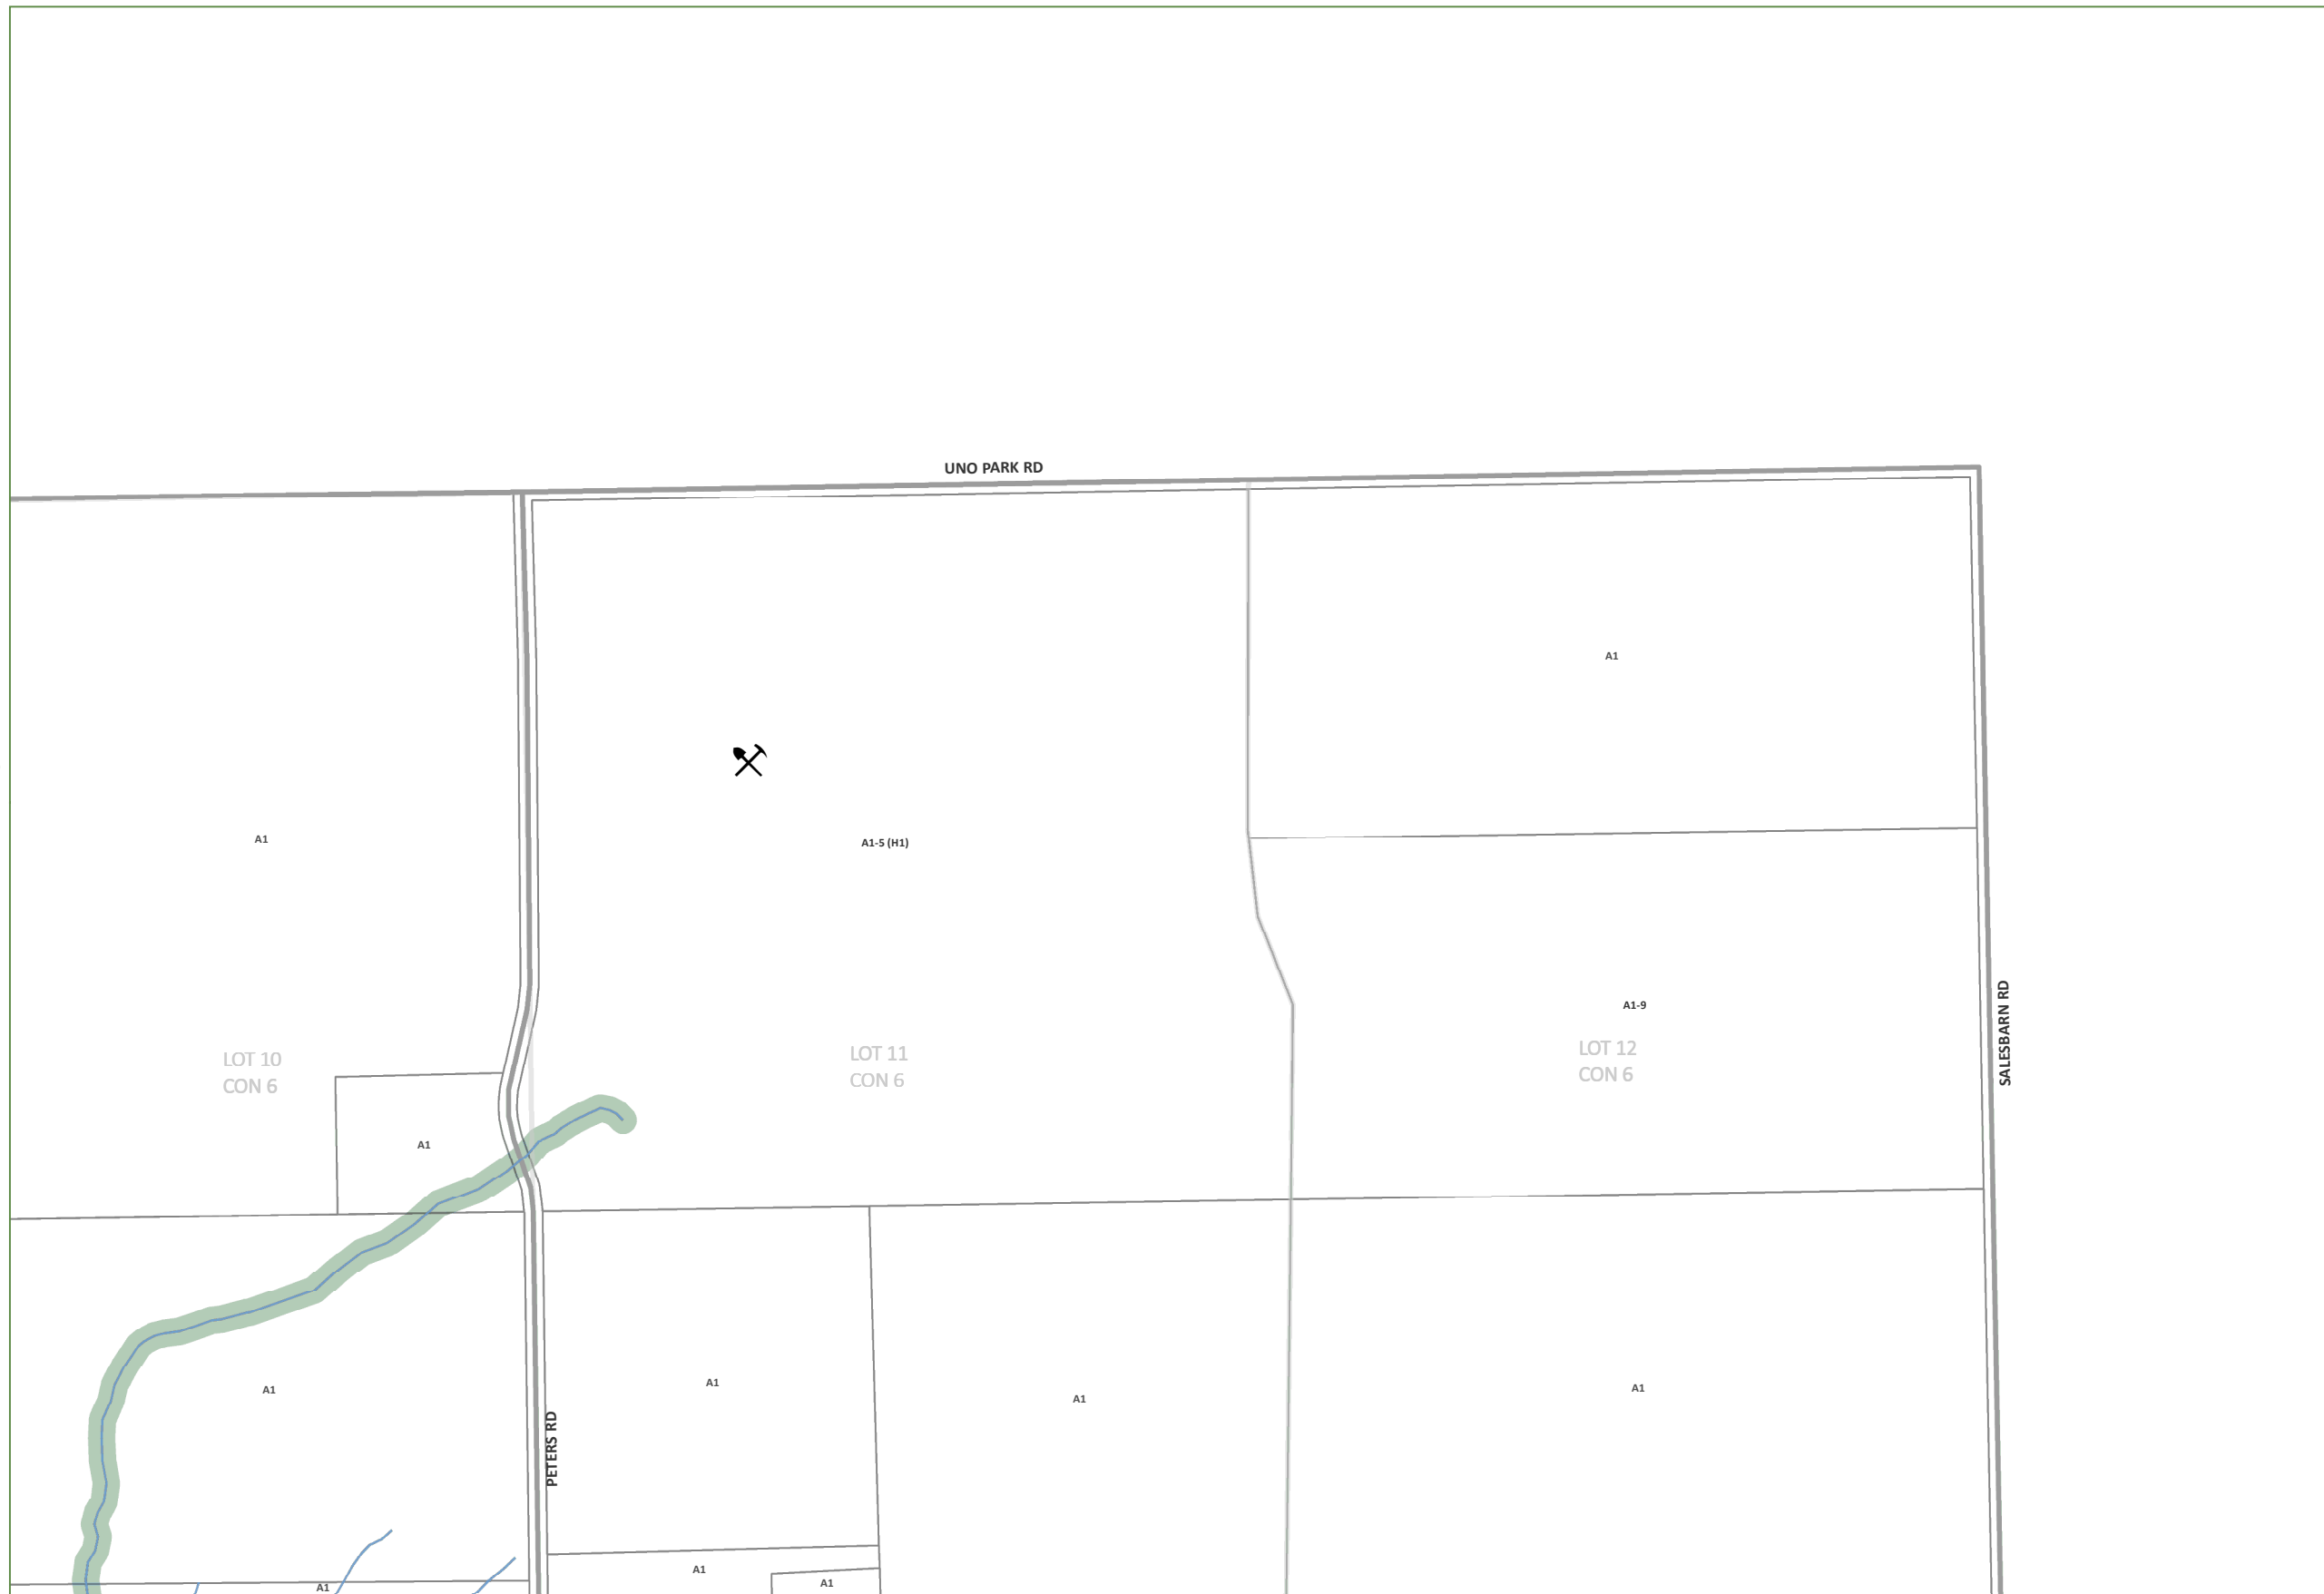 UNO PARK RD
A1
A1
A1-5 (H1)
A1-9
SALESBARN RD
LOT 10
CON 6
LOT 11
CON 6
LOT 12
CON 6
A1
A1
A1
A1
A1
PETERS RD
A1
A1
A1